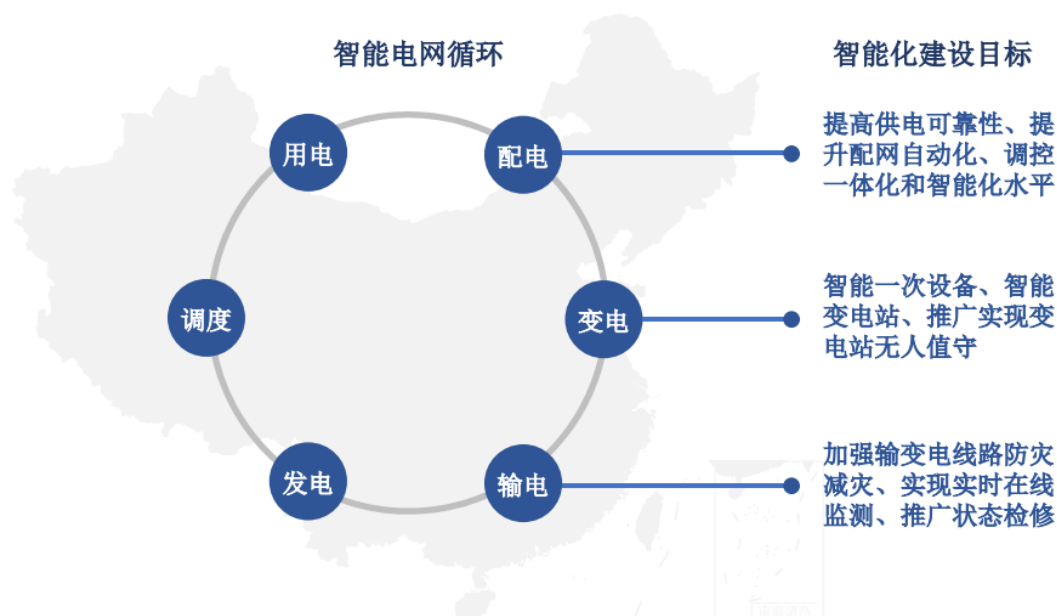 智能电网循环
智能化建设目标
用电
配电
提高供电可靠性、提
升配网自动化、调控
一体化和智能化水平
调度
变电
智能一次设备、智能
变电站、推广实现变
电站无人值守
发电
输电
加强输变电线路防灾
减灾、实现实时在线
监测、推广状态检修